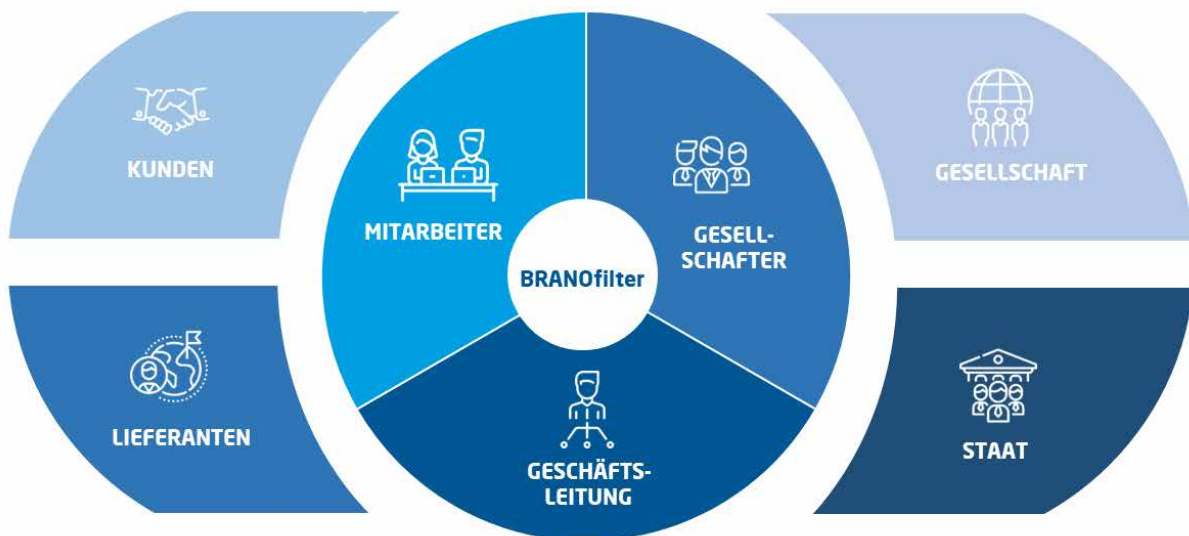 KUNDEN
LIEFERANTEN
MITARBEITER
GESELL-
SCHAFTER
BRANOfilter
GESCHÄFTS-
LEITUNG
GESELLSCHAFT
STAAT